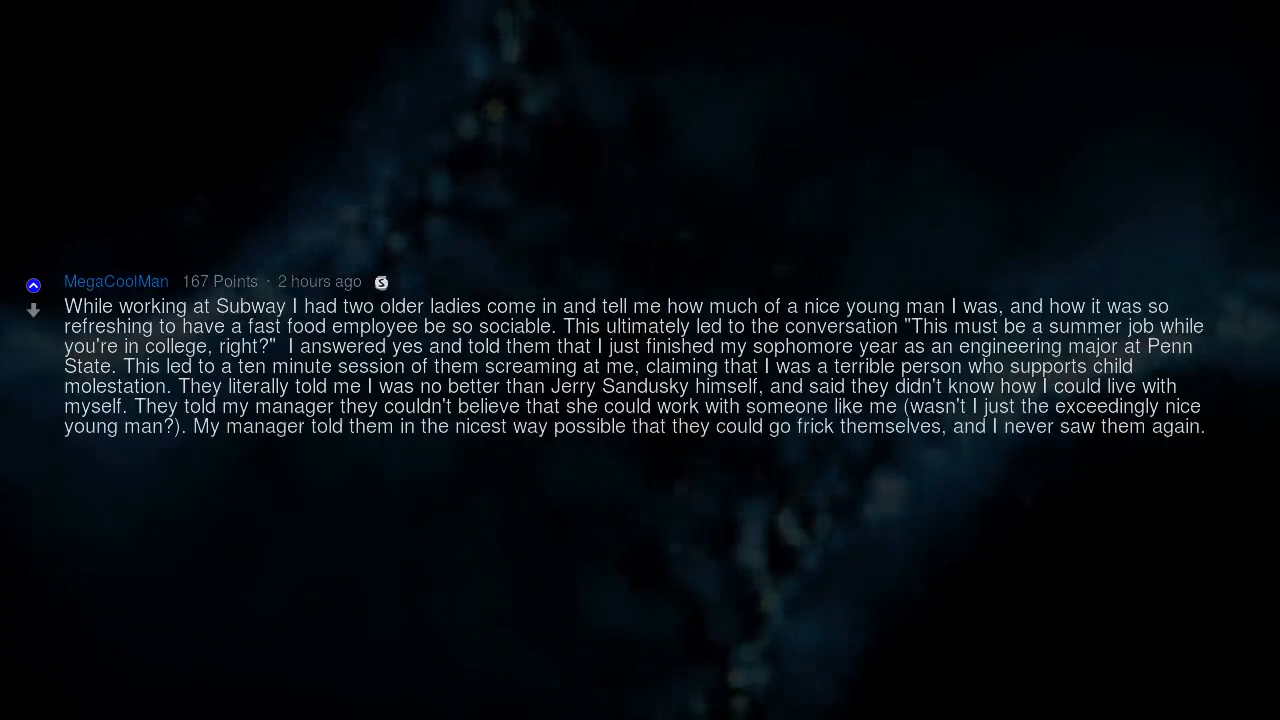 MegaCoolMan 167 Points · 2 hours ago
While working at Subway I had two older ladies come in and tell me how much of a nice young man I was, and how it was so
refreshing to have a fast food employee be so sociable. This ultimately led to the conversation "This must be a summer job while
you're in college, right?"  I answered yes and told them that I just finished my sophomore year as an engineering major at Penn
State. This led to a ten minute session of them screaming at me, claiming that I was a terrible person who supports child
molestation. They literally told me I was no better than Jerry Sandusky himself, and said they didn't know how I could live with
myself. They told my manager they couldn't believe that she could work with someone like me (wasn't I just the exceedingly nice
young man?). My manager told them in the nicest way possible that they could go frick themselves, and I never saw them again.